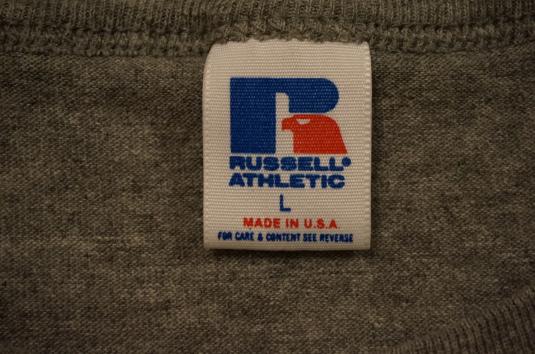 R
RUSSELL®
ATHLETIC
L
MADE IN U.S.A.
FOR CARE & CONTENT SEE REVERSE